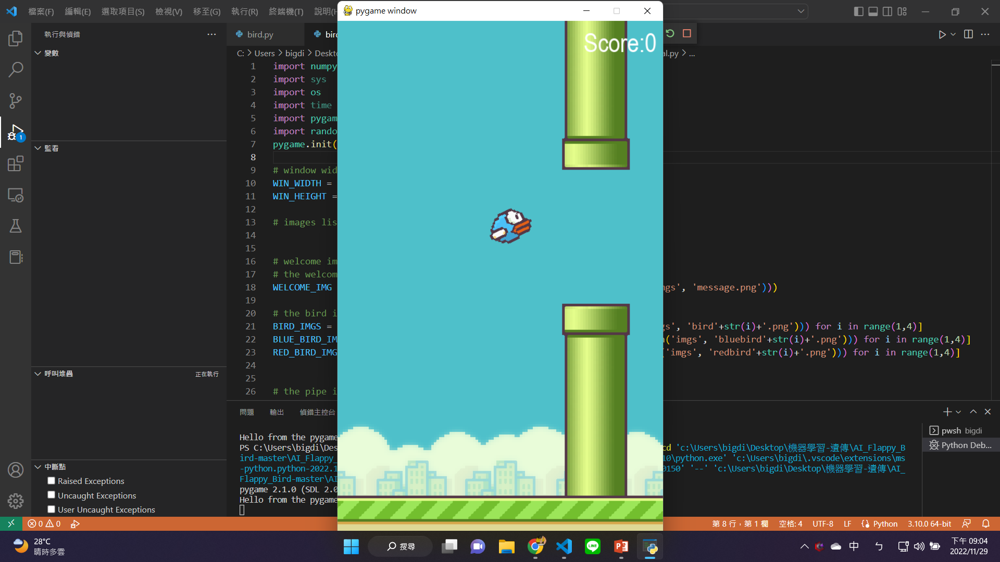 檔案(F) 編輯(E) 選取項目(S) 檢視(V) 移至(G) 執行(R) 終端機(T)
pygame window
執行與偵錯
bird.py
變數
C: Users bigdi
al.py ...
Score:0
1 import numpy
2 import sys
3 import os
4 import time
5 import pygam
6 import rando
7 pygame.init(
8
監看
9 # window wid
10 WIN_WIDTH =
11 WIN_HEIGHT =
12
13 # images lis
14
15
16 # welcome im
17 # the welcom
18 WELCOME_IMG
ngs', 'message.png')))
19
20 # the bird i
21 BIRD_IMGS =
gs', 'bird'+str(i)+'.png'))) for i in range(1,4)]
22 BLUE_BIRD_IM
n('imgs', 'bluebird'+str(i)+'.png'))) for i in range(1,4)]
23 RED_BIRD_IMG
('imgs', 'redbird'+str(i)+'.png'))) for i in range(1,4)]
24
25
26 # the pipe i
呼叫堆疊 正在執行
問題 輸出 偵錯主控台
pwsh bigdi
Python Deb...
Hello from the pygame
PS C:\Users\bigdi\Des
cd 'c:\Users\bigdi\Desktop\機器學習-遺傳\AI_Flappy_B
ird-master\AI_Flappy_
10\python.exe' 'c:\Users\bigdi\.vscode\extensions\ms
-python.python-2022.1
0150' '--' 'c:\Users\bigdi\Desktop\機器學習-遺傳\AI_
Flappy_Bird-master\AI
pygame 2.1.0 (SDL 2.0
Hello from the pygame
中斷點
Raised Exceptions
Uncaught Exceptions
User Uncaught Exceptions
0 0
1
第 8 行，第 1 欄 空格: 4 UTF-8 LF Python 3.10.0 64-bit
28°C
晴時多雲
搜尋
LINE
中 ㄅ
下午 09:04
2022/11/29